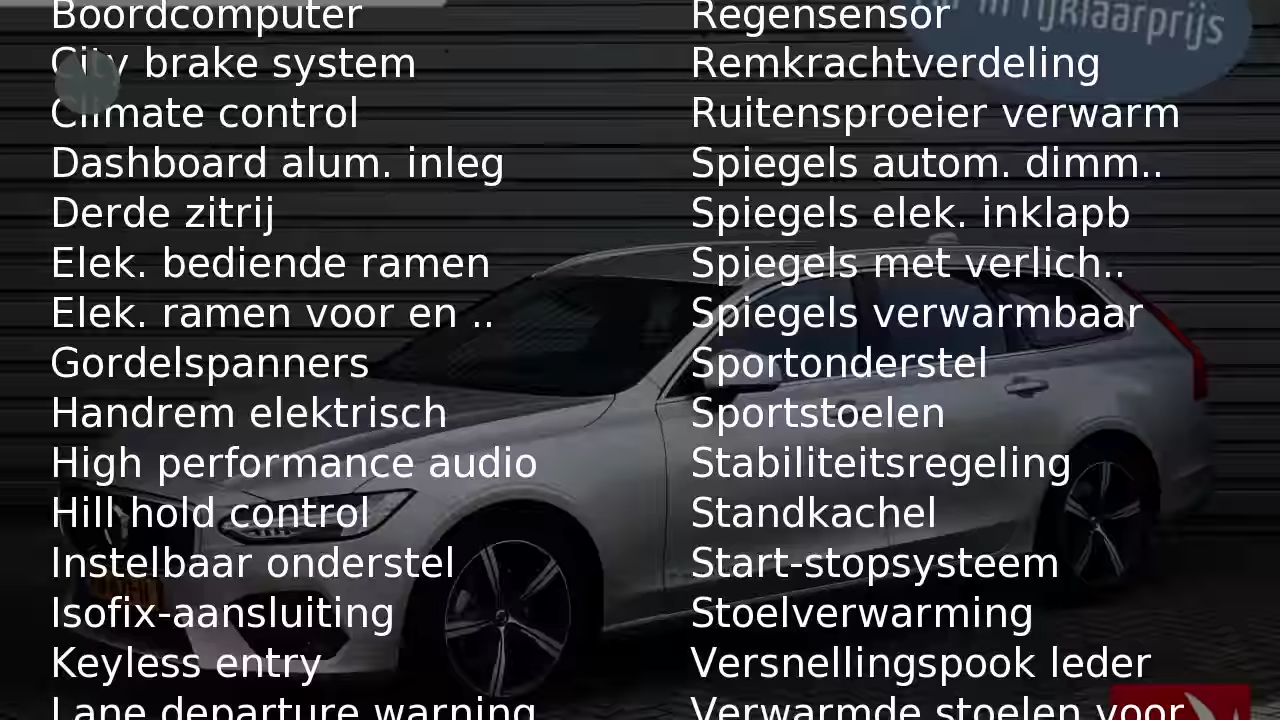 Boordcomputer
City brake system
Climate control
Dashboard alum. inleg
Derde zitrij
Elek. bediende ramen
Elek. ramen voor en ..
Gordelspanners
Handrem elektrisch
High performance audio
Hill hold control
Instelbaar onderstel
Isofix-aansluiting
Keyless entry
Lane departure warning
Regensensor
Remkrachtverdeling
Ruitensproeier verwarm
Spiegels autom. dimm..
Spiegels elek. inklapb
Spiegels met verlich..
Spiegels verwarmbaar
Sportonderstel
Sportstoelen
Stabiliteitsregeling
Standkachel
Start-stopsysteem
Stoelverwarming
Versnellingspook leder
Verwarmde stoelen voor
rijklaarprijs